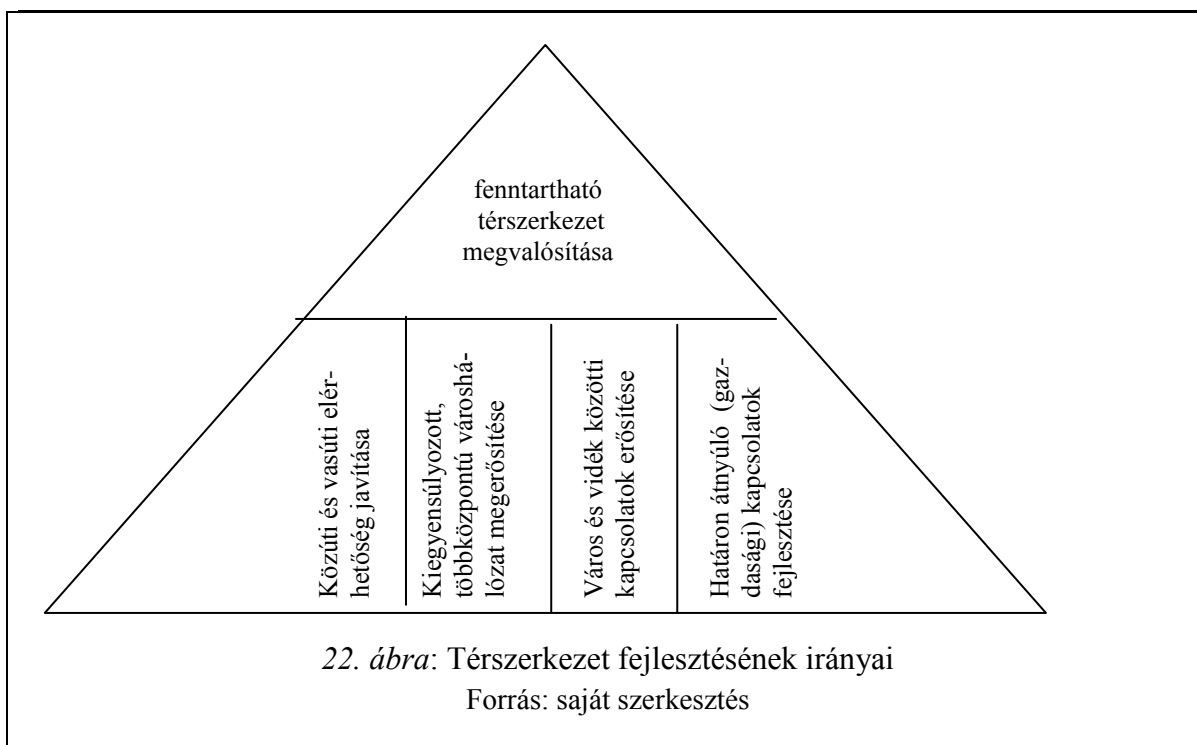 fenntartható
térszerkezet
megvalósítása
Közúti és vasúti elér-
hetőség javítása
Kiegyensúlyozott,
többközpontú városhá-
lózat megerősítése
Város és vidék közötti
kapcsolatok erősítése
Határon átnyúló (gaz-
dasági) kapcsolatok
fejlesztése
22. ábra: Térszerkezet fejlesztésének irányai
Forrás: saját szerkesztés